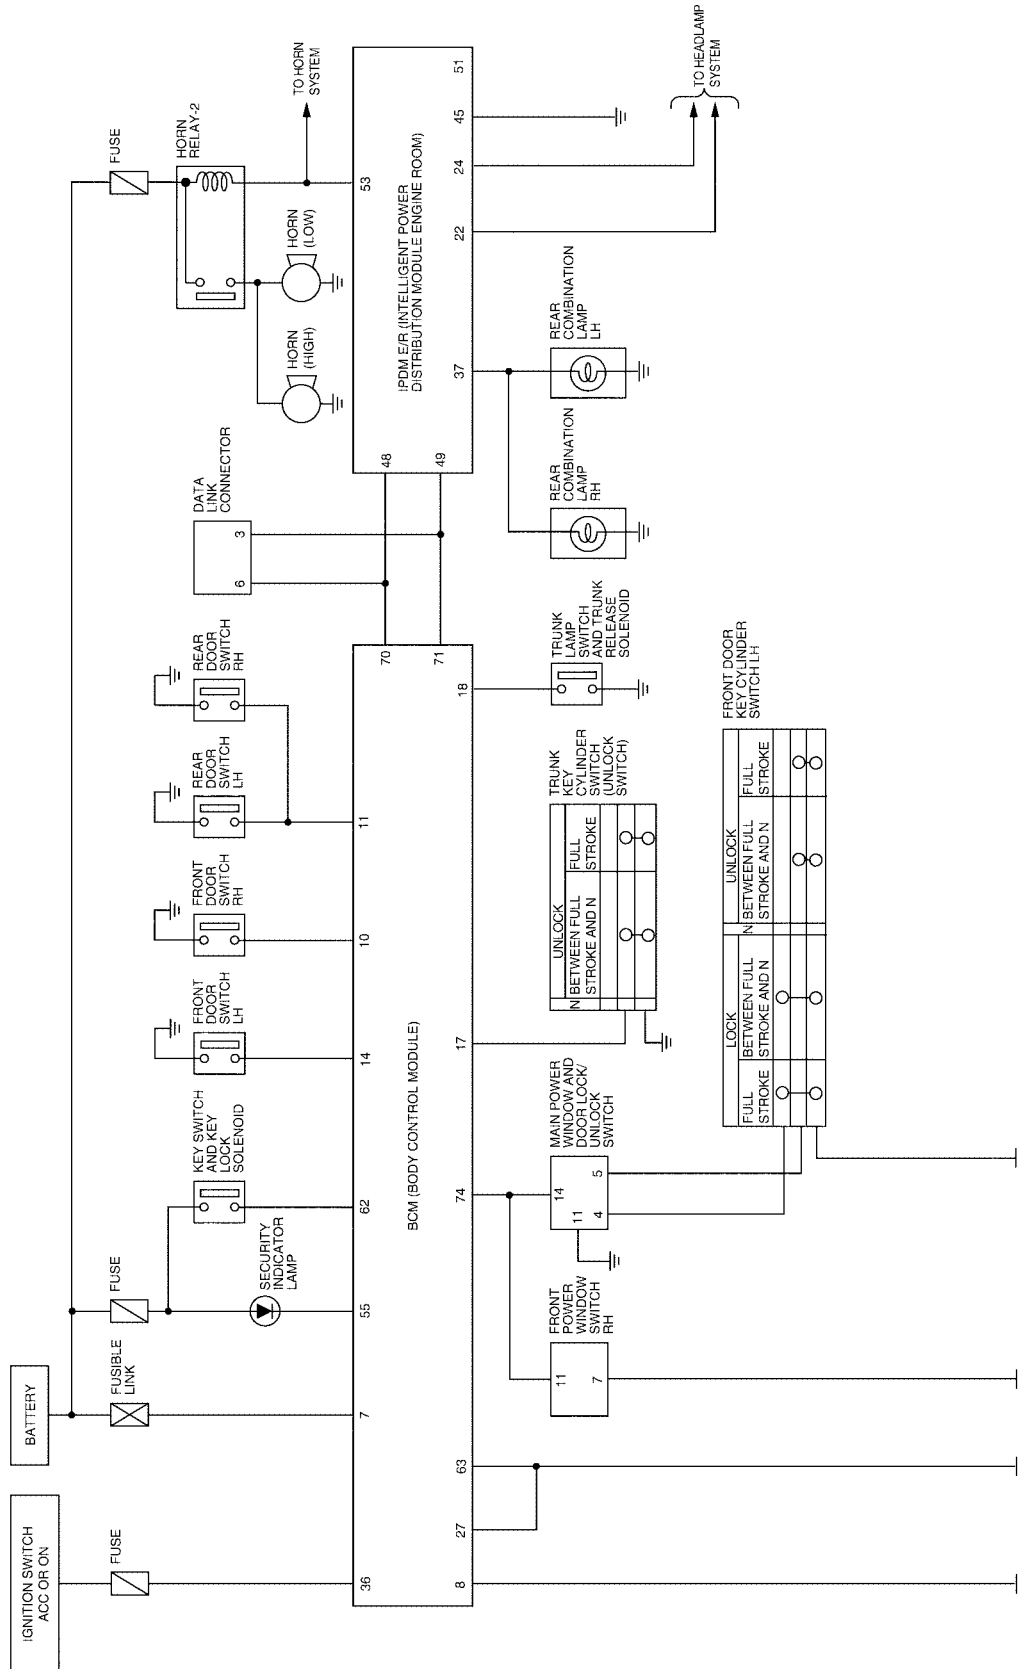 IGNITION SWITCH
ACC OR ON
BATTERY
FUSE
FUSIBLE
LINK
FUSE
FUSE
SECURITY
INDICATOR
LAMP
KEY SWITCH
AND KEY
LOCK
SOLENOID
FRONT
DOOR
SWITCH
LH
FRONT
DOOR
SWITCH
RH
REAR
DOOR
SWITCH
LH
REAR
DOOR
SWITCH
RH
DATA
LINK
CONNECTOR
6
3
HORN
RELAY-2
HORN
(HIGH)
HORN
(LOW)
TO HORN
SYSTEM
36
7
55
62
14
10
11
70
71
48
49
53
BCM (BODY CONTROL MODULE)
IPDM E/R (INTELLIGENT POWER
DISTRIBUTION MODULE ENGINE ROOM)
8
27
63
74
17
18
37
22
24
45
51
FRONT
POWER
WINDOW
SWITCH
RH
11
7
MAIN POWER
WINDOW AND
DOOR LOCK/
UNLOCK
SWITCH
14
11
4
5
TRUNK
KEY
CYLINDER
SWITCH
(UNLOCK
SWITCH)
UNLOCK
N
BETWEEN FULL
STROKE AND N
FULL
STROKE
TRUNK
LAMP
SWITCH
AND TRUNK
RELEASE
SOLENOID
REAR
COMBINATION
LAMP
RH
REAR
COMBINATION
LAMP
LH
TO HEADLAMP
SYSTEM
FRONT DOOR
KEY CYLINDER
SWITCH LH
LOCK
UNLOCK
FULL
STROKE
BETWEEN FULL
STROKE AND N
N
BETWEEN FULL
STROKE AND N
FULL
STROKE